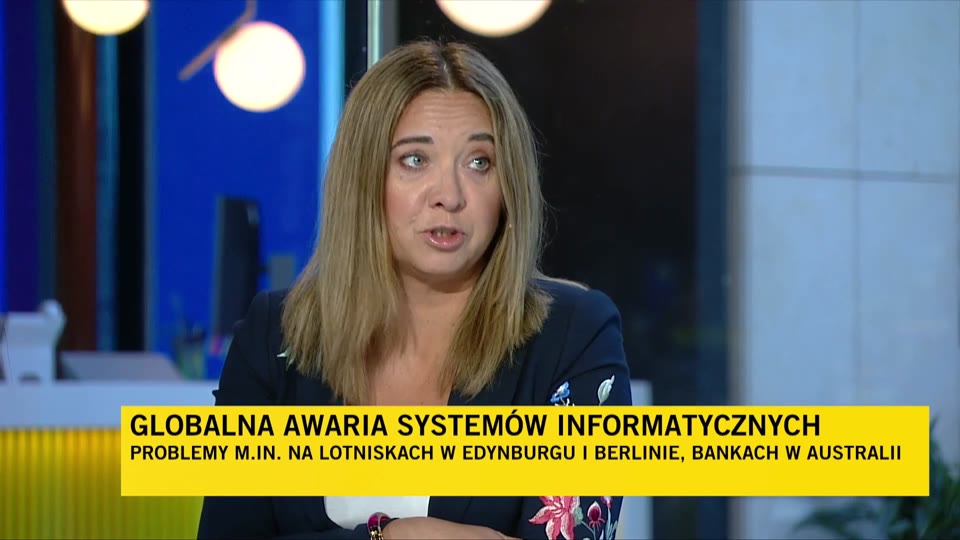 GLOBALNA AWARIA SYSTEMÓW INFORMATYCZNYCH
PROBLEMY M.IN. NA LOTNISKACH W EDYNBURGU I BERLINIE, BANKACH W AUSTRALII